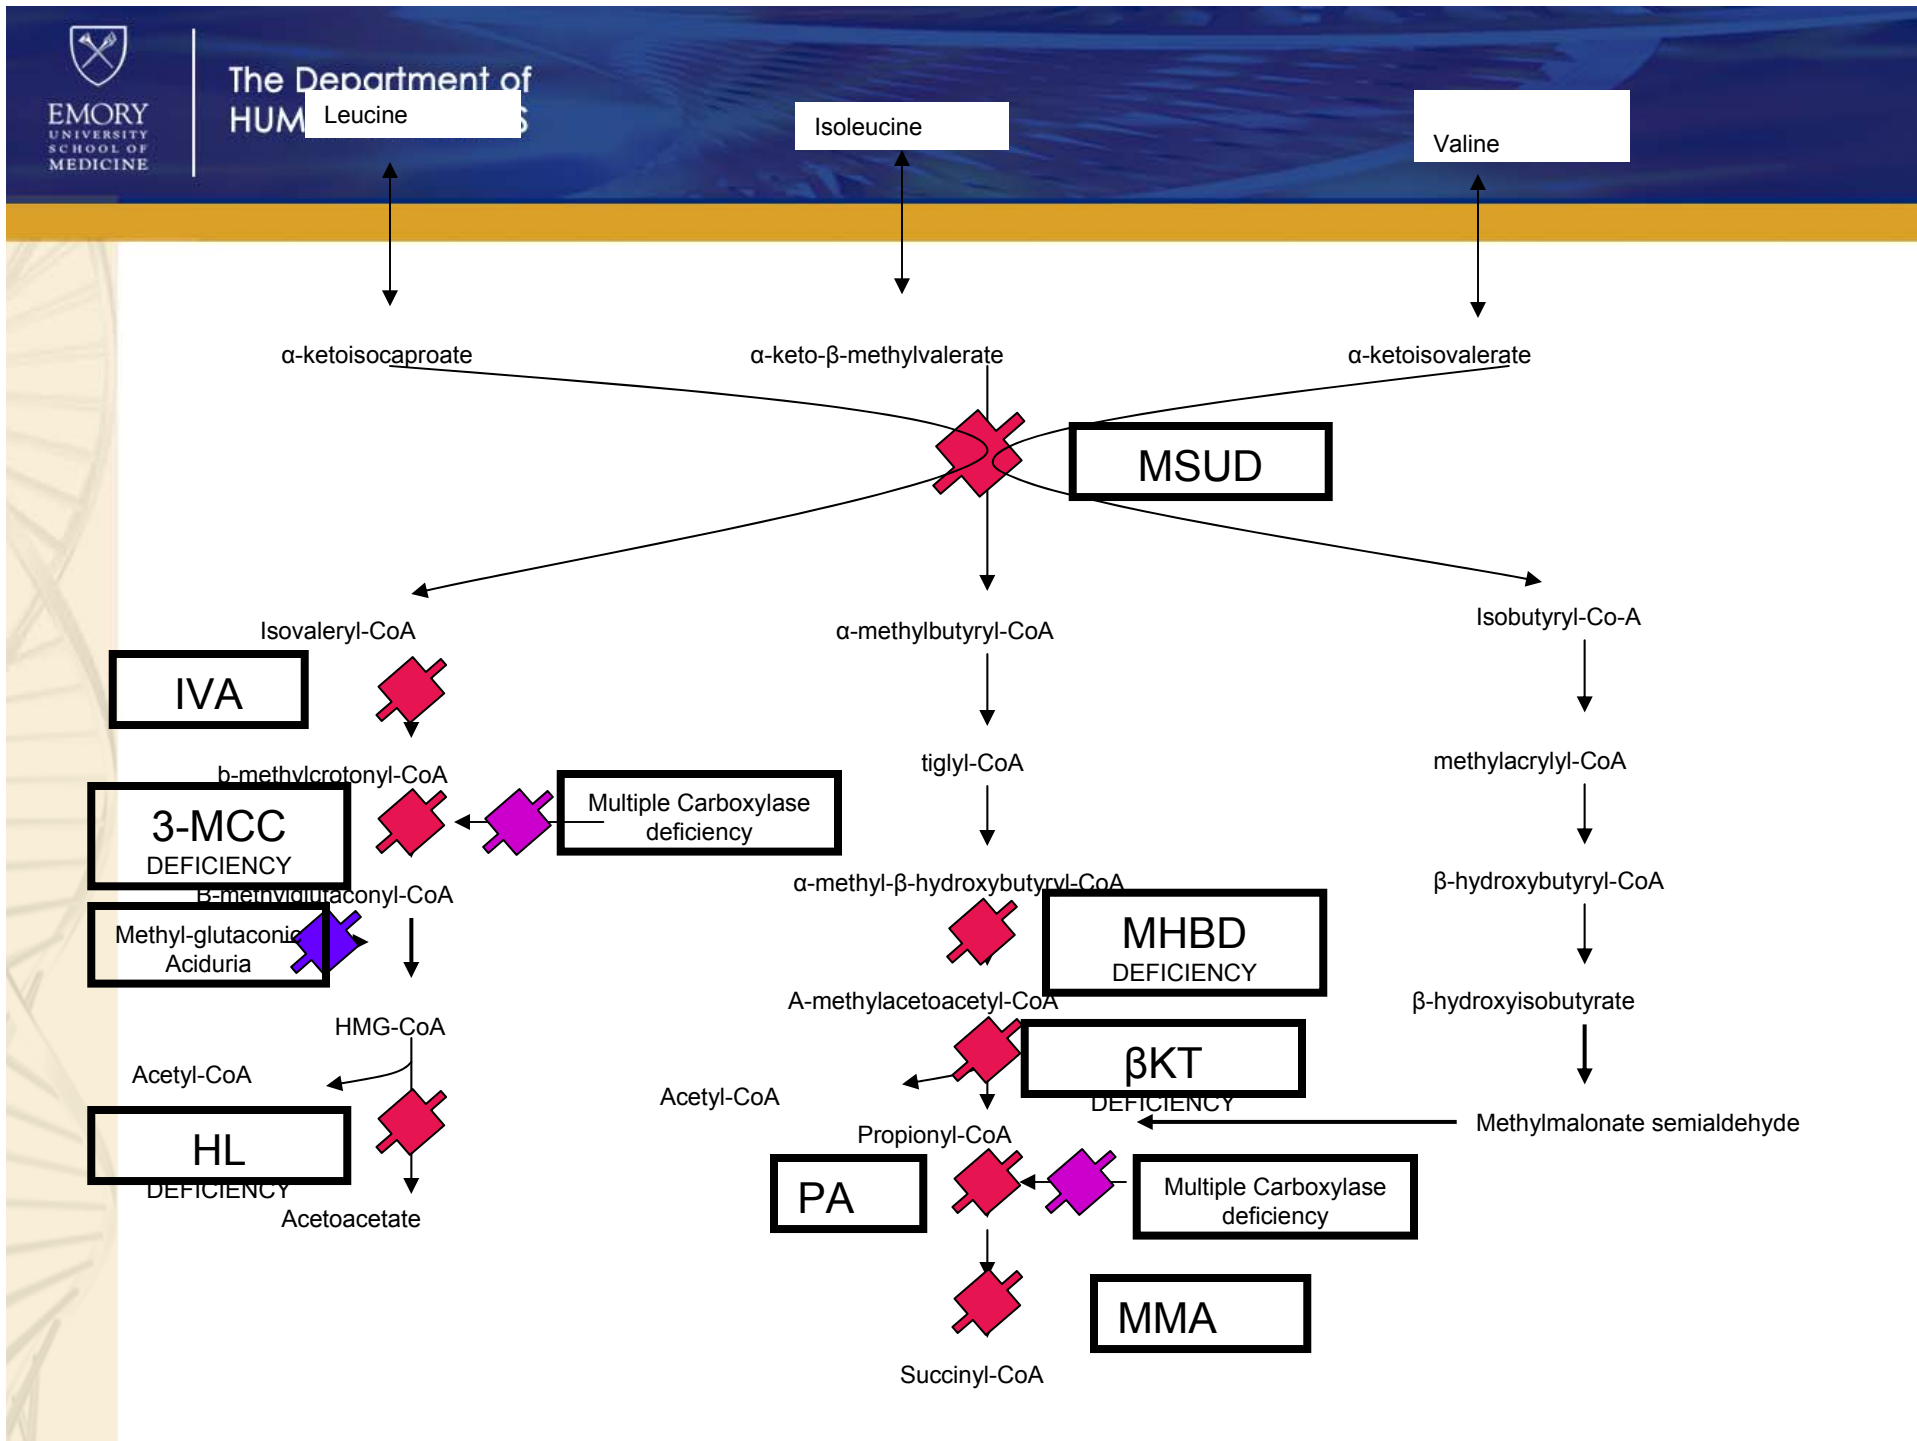 EMORY
UNIVERSITY
SCHOOL OF
MEDICINE
The Department of
HUM
S
Leucine
Isoleucine
Valine
α-ketoisocaproate
α-keto-β-methylvalerate
α-ketoisovalerate
MSUD
Isovaleryl-CoA
α-methylbutyryl-CoA
Isobutyryl-Co-A
IVA
b-methylcrotonyl-CoA
tiglyl-CoA
methylacrylyl-CoA
3-MCC
DEFICIENCY
Multiple Carboxylase
deficiency
B-methylglutaconyl-CoA
α-methyl-β-hydroxybutyryl-CoA
β-hydroxybutyryl-CoA
Methyl-glutaconic
Aciduria
MHBD
DEFICIENCY
HMG-CoA
A-methylacetoacetyl-CoA
β-hydroxyisobutyrate
Acetyl-CoA
Acetyl-CoA
βKT
DEFICIENCY
Methylmalonate semialdehyde
HL
DEFICIENCY
Propionyl-CoA
PA
Multiple Carboxylase
deficiency
Acetoacetate
MMA
Succinyl-CoA